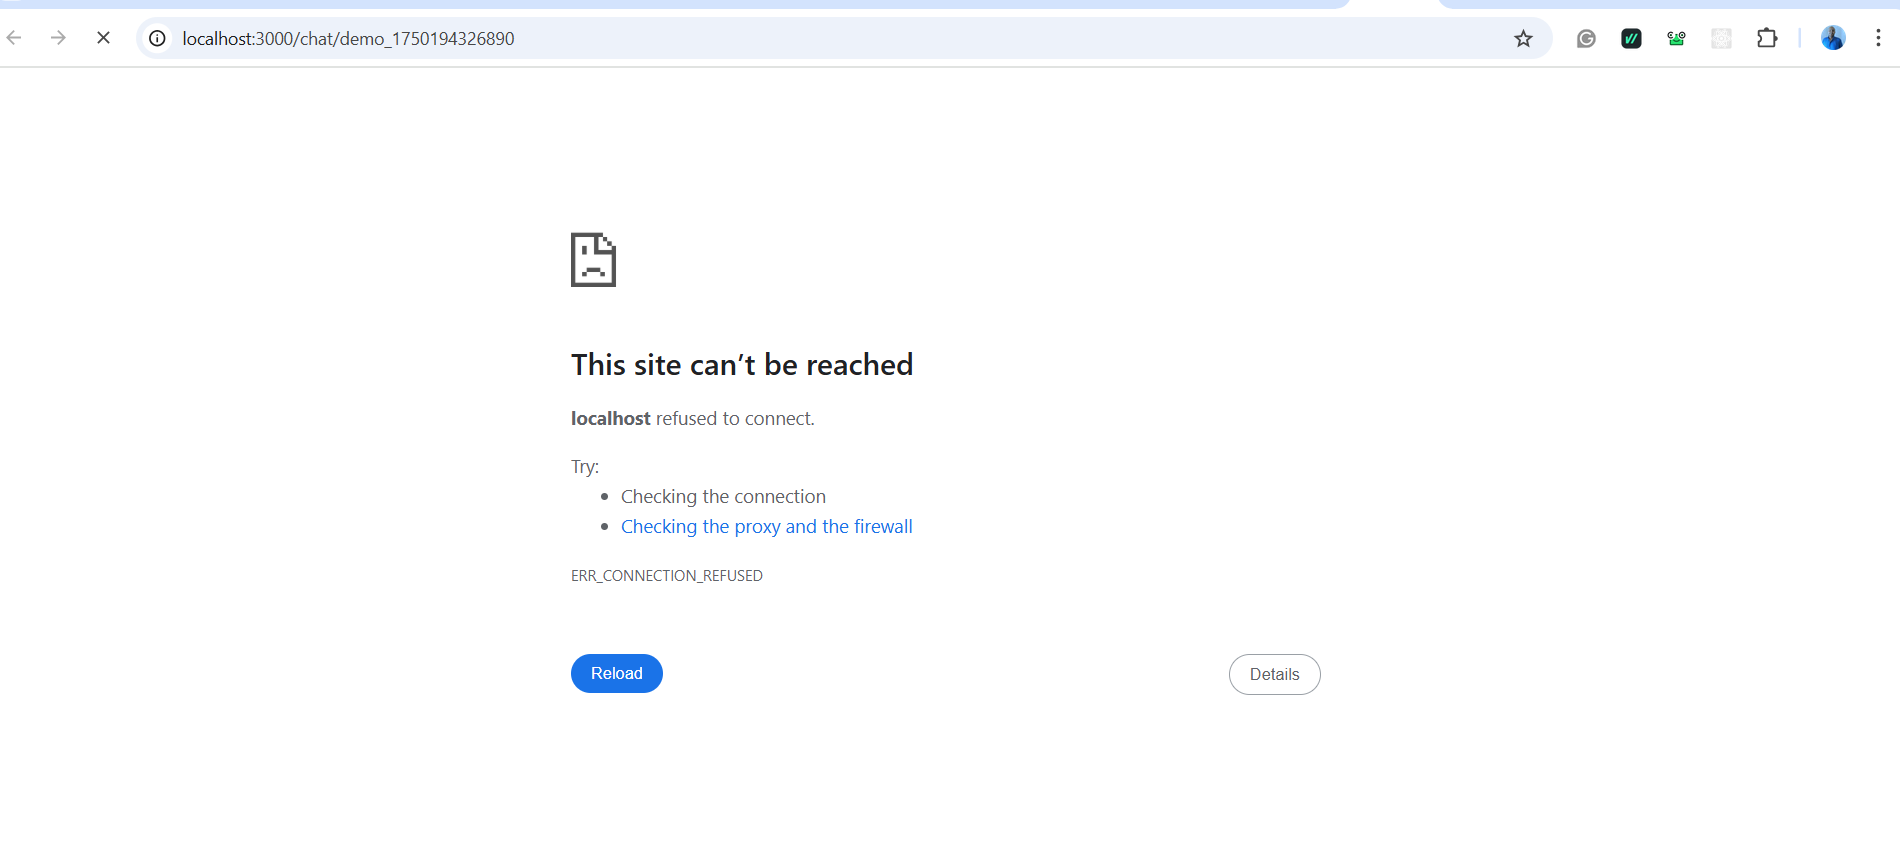 localhost:3000/chat/demo_1750194326890
This site can’t be reached
localhost refused to connect.
Try:
Checking the connection
Checking the proxy and the firewall
ERR_CONNECTION_REFUSED
Reload
Details